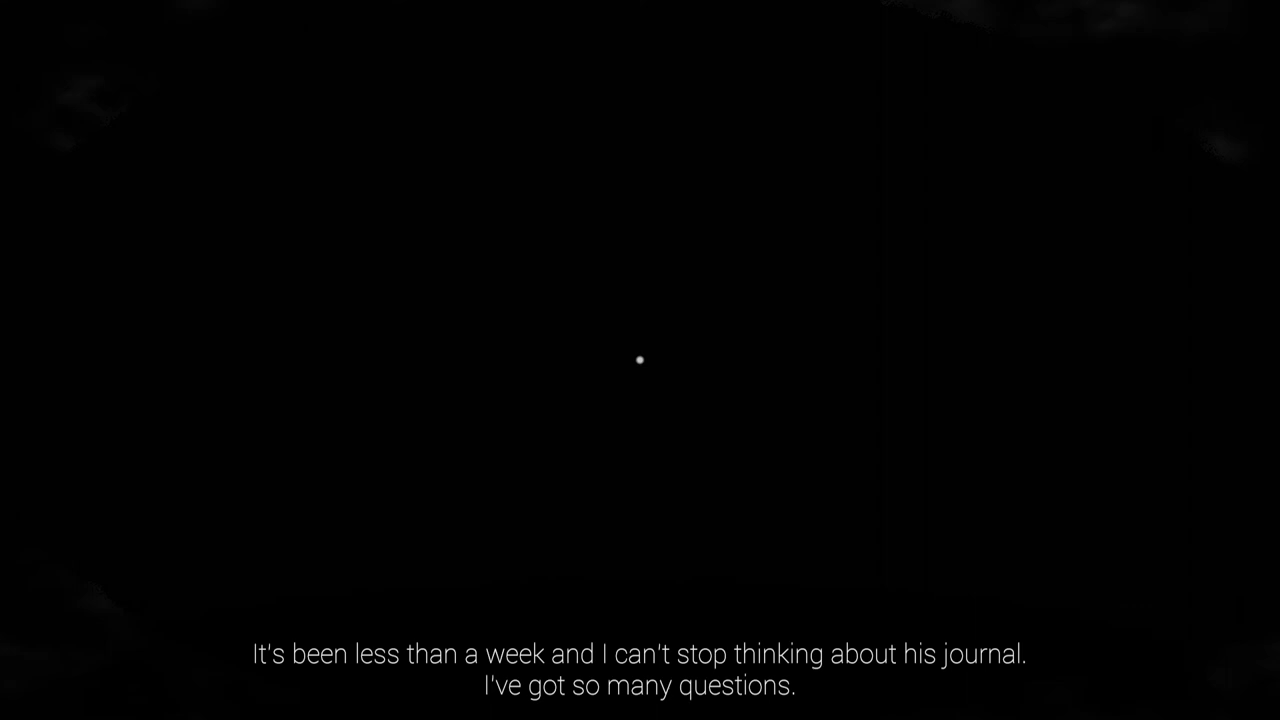 It's been less than a week and I can't stop thinking about his journal.
I've got so many questions.